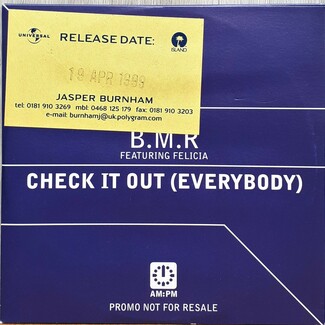 UNIVERSAL
RELEASE DATE:
ISLAND
19 APR 1999
JASPER BURNHAM
tel: 0181 910 3269 mbl: 0468 125 179 fax: 0181 910 3203
e-mail: burnhamj@uk.polygram.com
B.M.R
FEATURING FELICIA
CHECK IT OUT (EVERYBODY)
AM:PM
PROMO NOT FOR RESALE